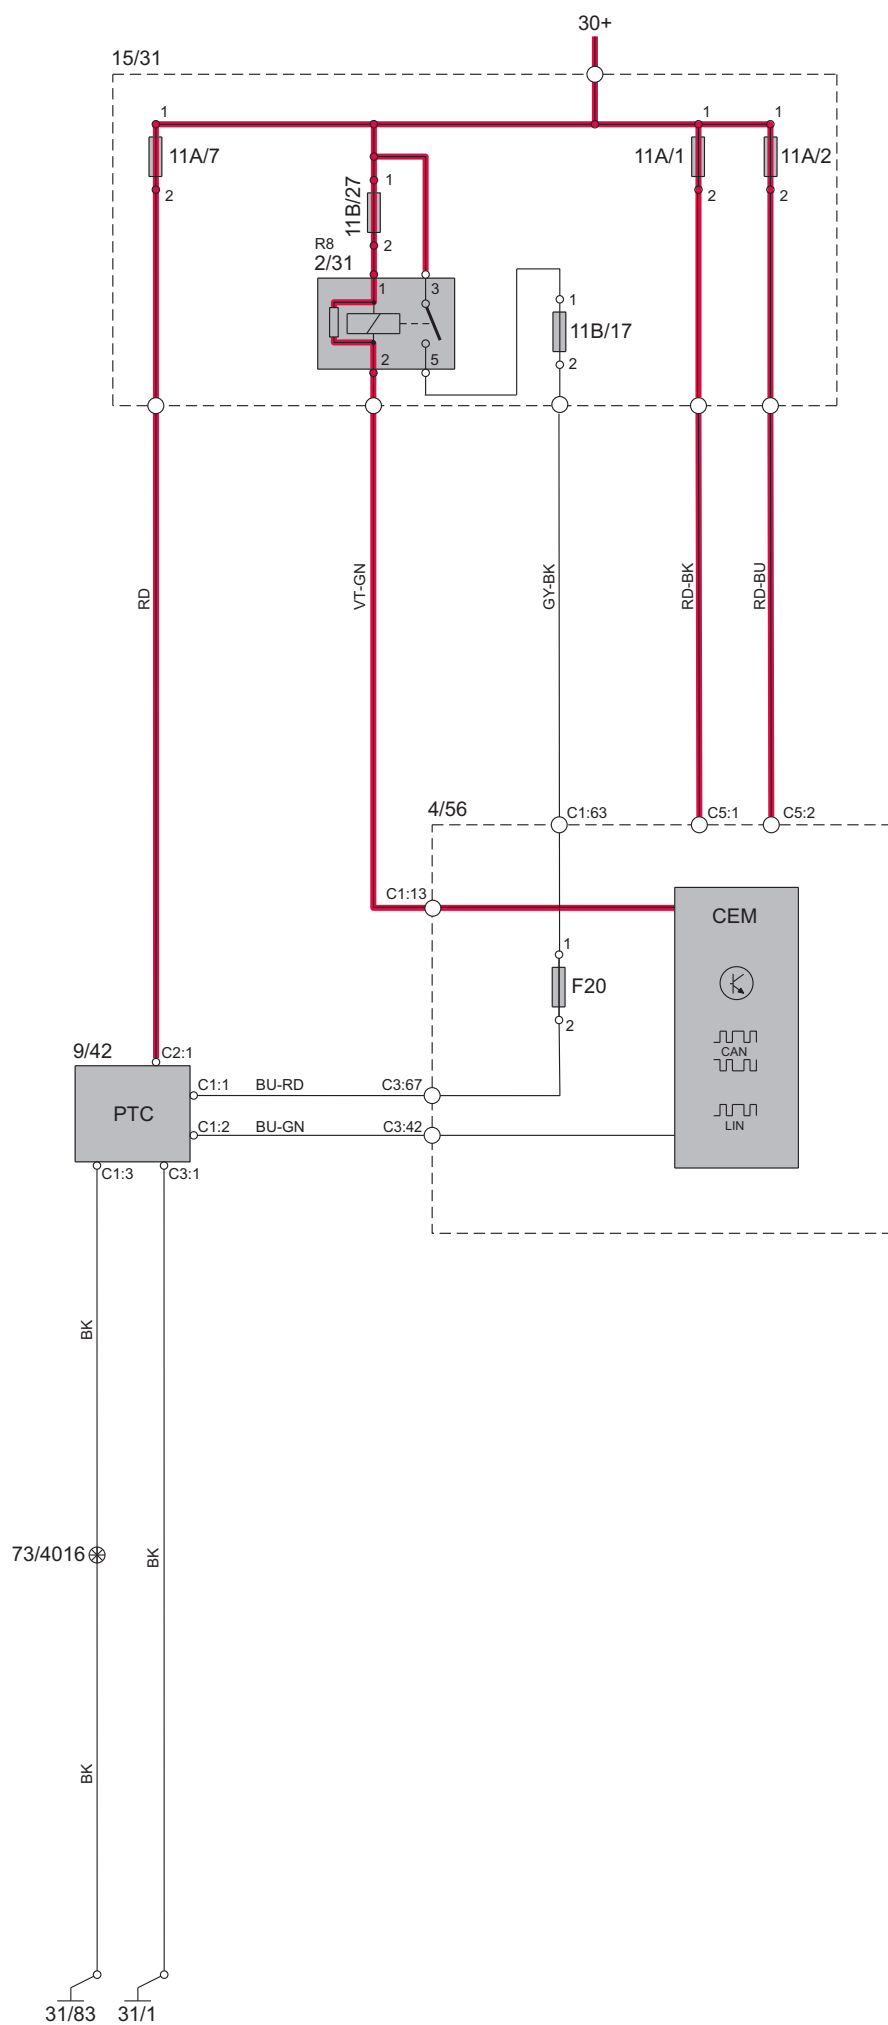 30+
15/31
1
1
1
11A/7
11A/1
11A/2
2
2
2
1
11B/27
2
R8
2/31
1
3
1
11B/17
2
2
5
RD
VT-GN
GY-BK
RD-BK
RD-BU
4/56
C1:63
C5:1
C5:2
C1:13
CEM
1
F20
2
CAN
LIN
9/42
C2:1
PTC
C1:1
BU-RD
C3:67
C1:2
BU-GN
C3:42
C1:3
C3:1
BK
73/4016
BK
BK
31/83
31/1